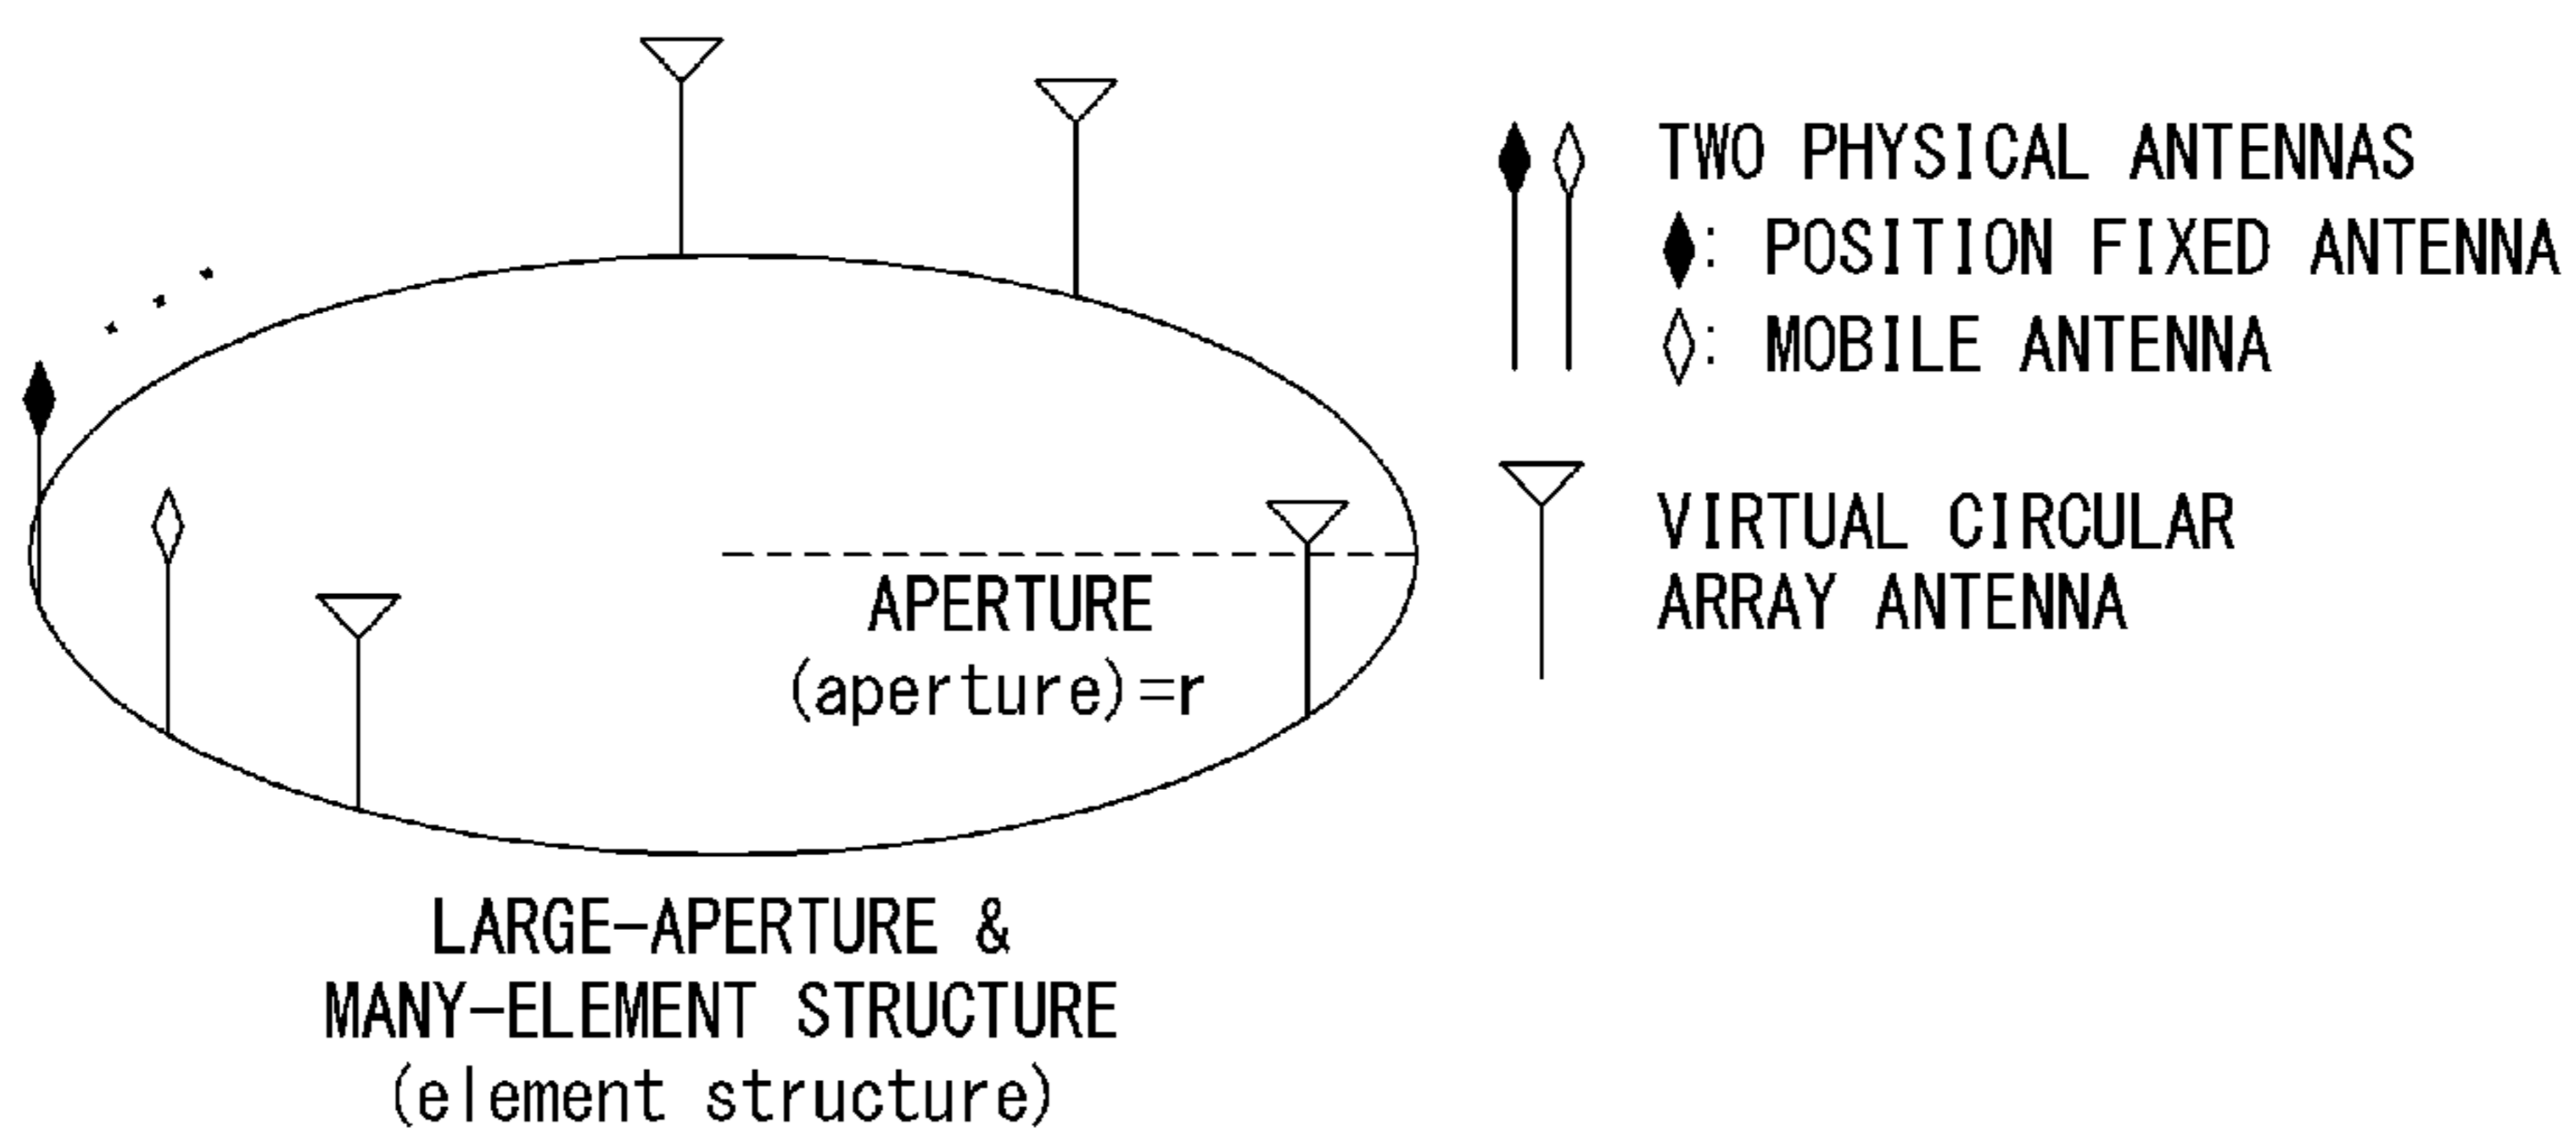 TWO PHYSICAL ANTENNAS
♦: POSITION FIXED ANTENNA
◊: MOBILE ANTENNA
VIRTUAL CIRCULAR
ARRAY ANTENNA
APERTURE
(aperture)=r
LARGE-APERTURE &
MANY-ELEMENT STRUCTURE
(element structure)